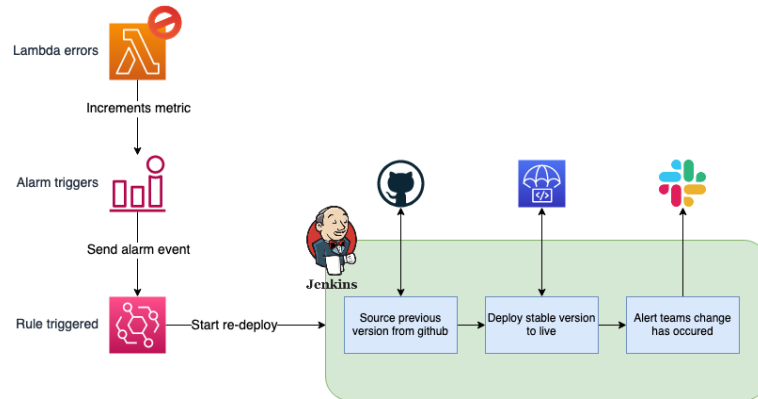 Lambda errors
Increments metric
Alarm triggers
Send alarm event
Rule triggered
Start re-deploy
Jenkins
Source previous
version from github
Deploy stable version
to live
Alert teams change
has occured